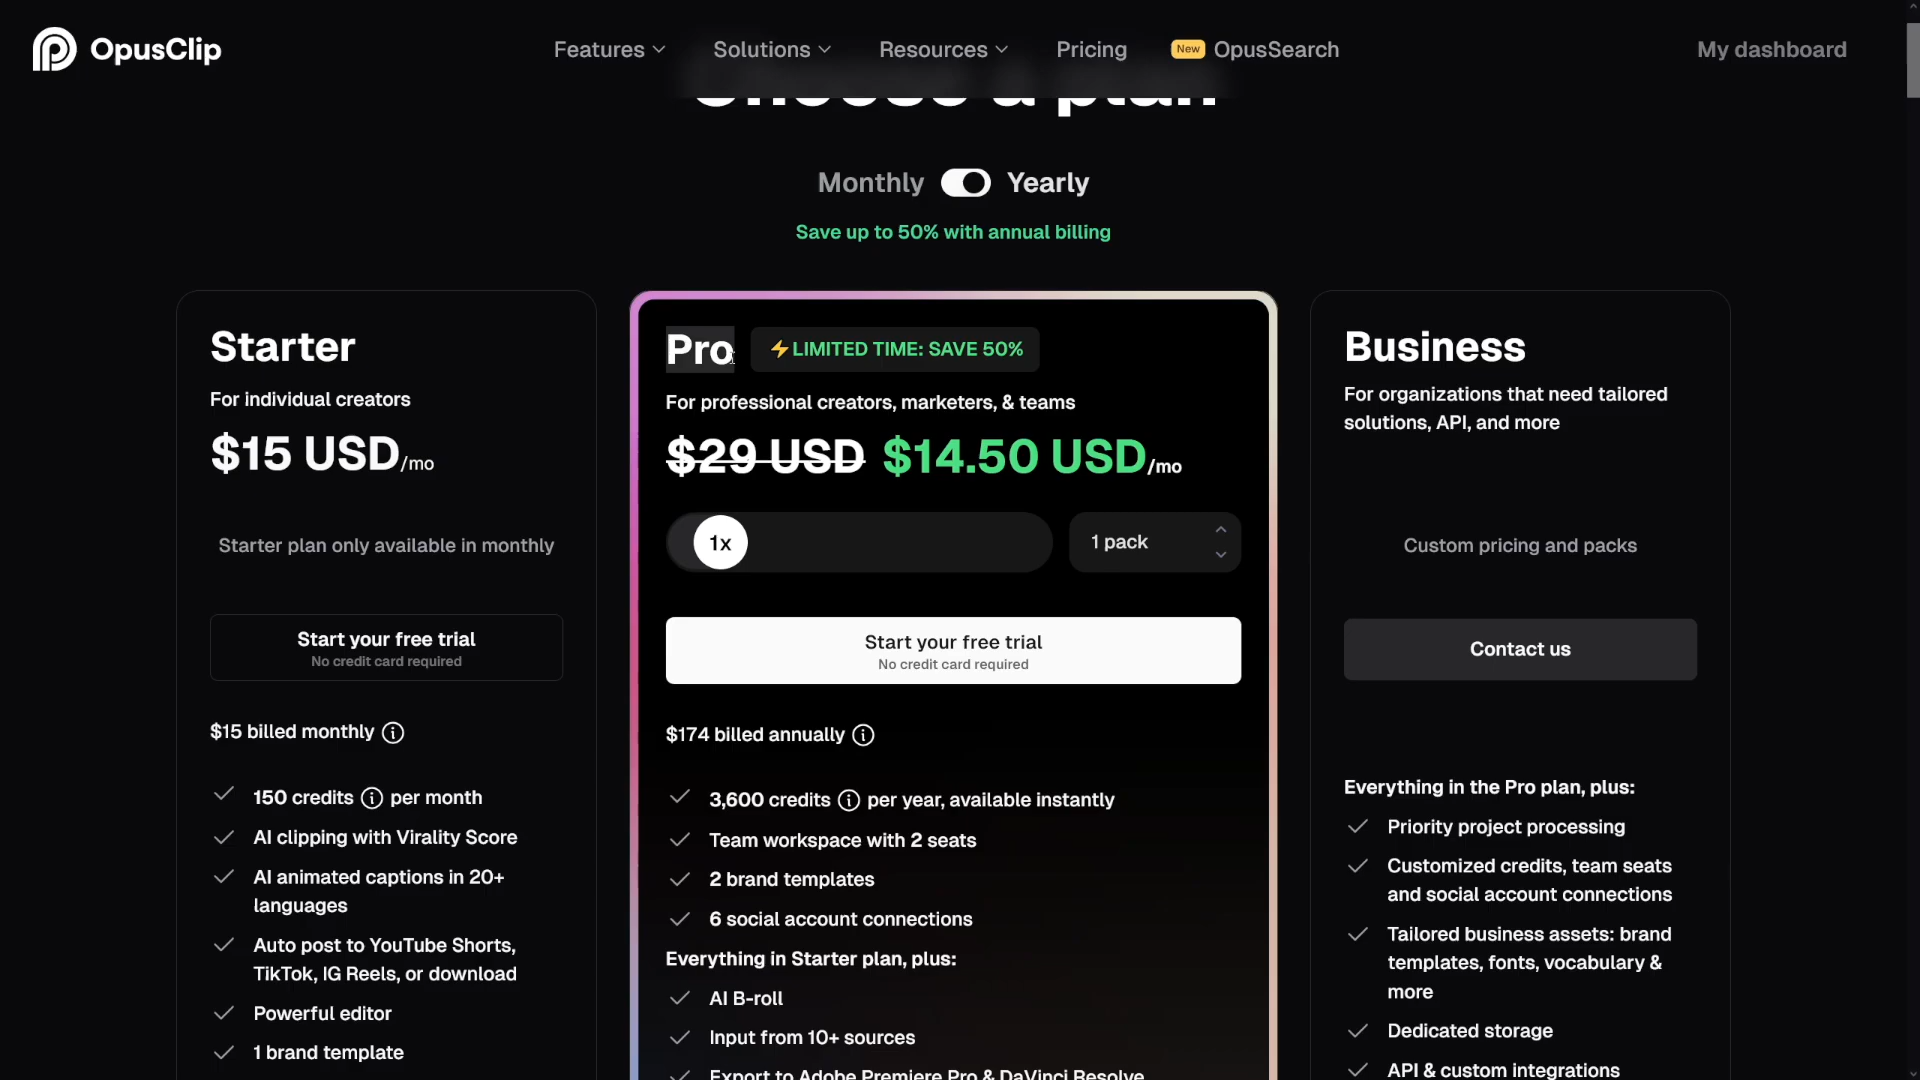 OpusClip
Features
Solutions
Resources
Pricing
New
OpusSearch
My dashboard
Choose a plan
Monthly
Yearly
Save up to 50% with annual billing
Starter
For individual creators
$15 USD/mo
Starter plan only available in monthly
Start your free trial
No credit card required
$15 billed monthly
150 credits per month
AI clipping with Virality Score
AI animated captions in 20+
languages
Auto post to YouTube Shorts,
TikTok, IG Reels, or download
Powerful editor
1 brand template
Pro
⚡LIMITED TIME: SAVE 50%
For professional creators, marketers, & teams
$29 USD $14.50 USD/mo
1x
1 pack
Start your free trial
No credit card required
$174 billed annually
3,600 credits per year, available instantly
Team workspace with 2 seats
2 brand templates
6 social account connections
Everything in Starter plan, plus:
AI B-roll
Input from 10+ sources
Export to Adobe Premiere Pro & DaVinci Resolve
Business
For organizations that need tailored
solutions, API, and more
Custom pricing and packs
Contact us
Everything in the Pro plan, plus:
Priority project processing
Customized credits, team seats
and social account connections
Tailored business assets: brand
templates, fonts, vocabulary &
more
Dedicated storage
API & custom integrations